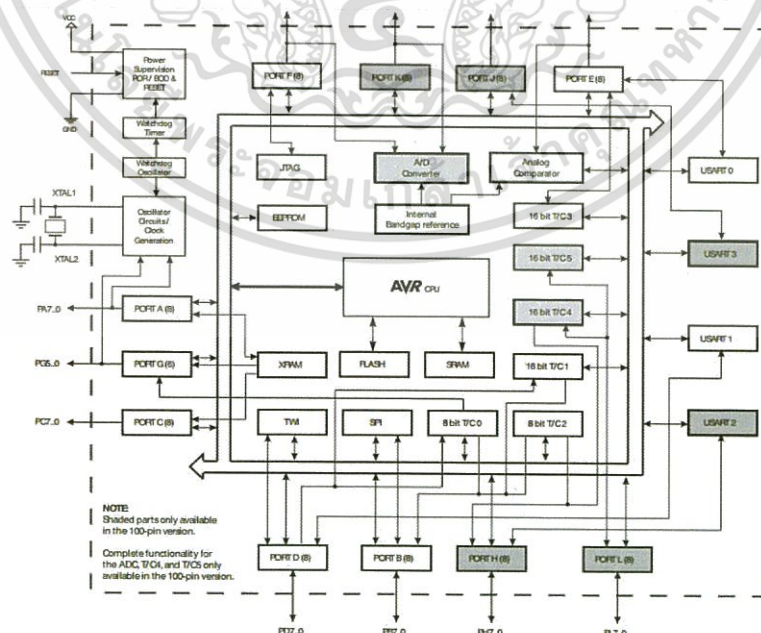 VCC
Power
Supervision
POR/ BOD &
RESET
RESET
GND
Watchdog
Timer
Watchdog
Oscillator
XTAL1
XTAL2
Oscillator
Circuits/
Clock
Generation
PORT F (8)
PORT K (8)
PORT J (8)
PORT E (8)
JTAG
A/D
Converter
Analog
Comparator
EEPROM
Internal
Bandgap reference
16 bit T/C3
16 bit T/C5
16 bit T/C4
16 bit T/C1
USART 0
USART 3
USART 1
USART 2
AVR CPU
PA7..0
PORT A (8)
PG5..0
PORT G (6)
PC7..0
PORT C (8)
XRAM
FLASH
SRAM
TWI
SPI
8 bit T/C0
8 bit T/C2
NOTE:
Shaded parts only available
in the 100-pin version.
Complete functionality for
the ADC, T/C4, and T/C5 only
available in the 100-pin version.
PORT D (8)
PORT B (8)
PORT H (8)
PORT L (8)
PD7..0
PB7..0
PH7..0
PL7..0